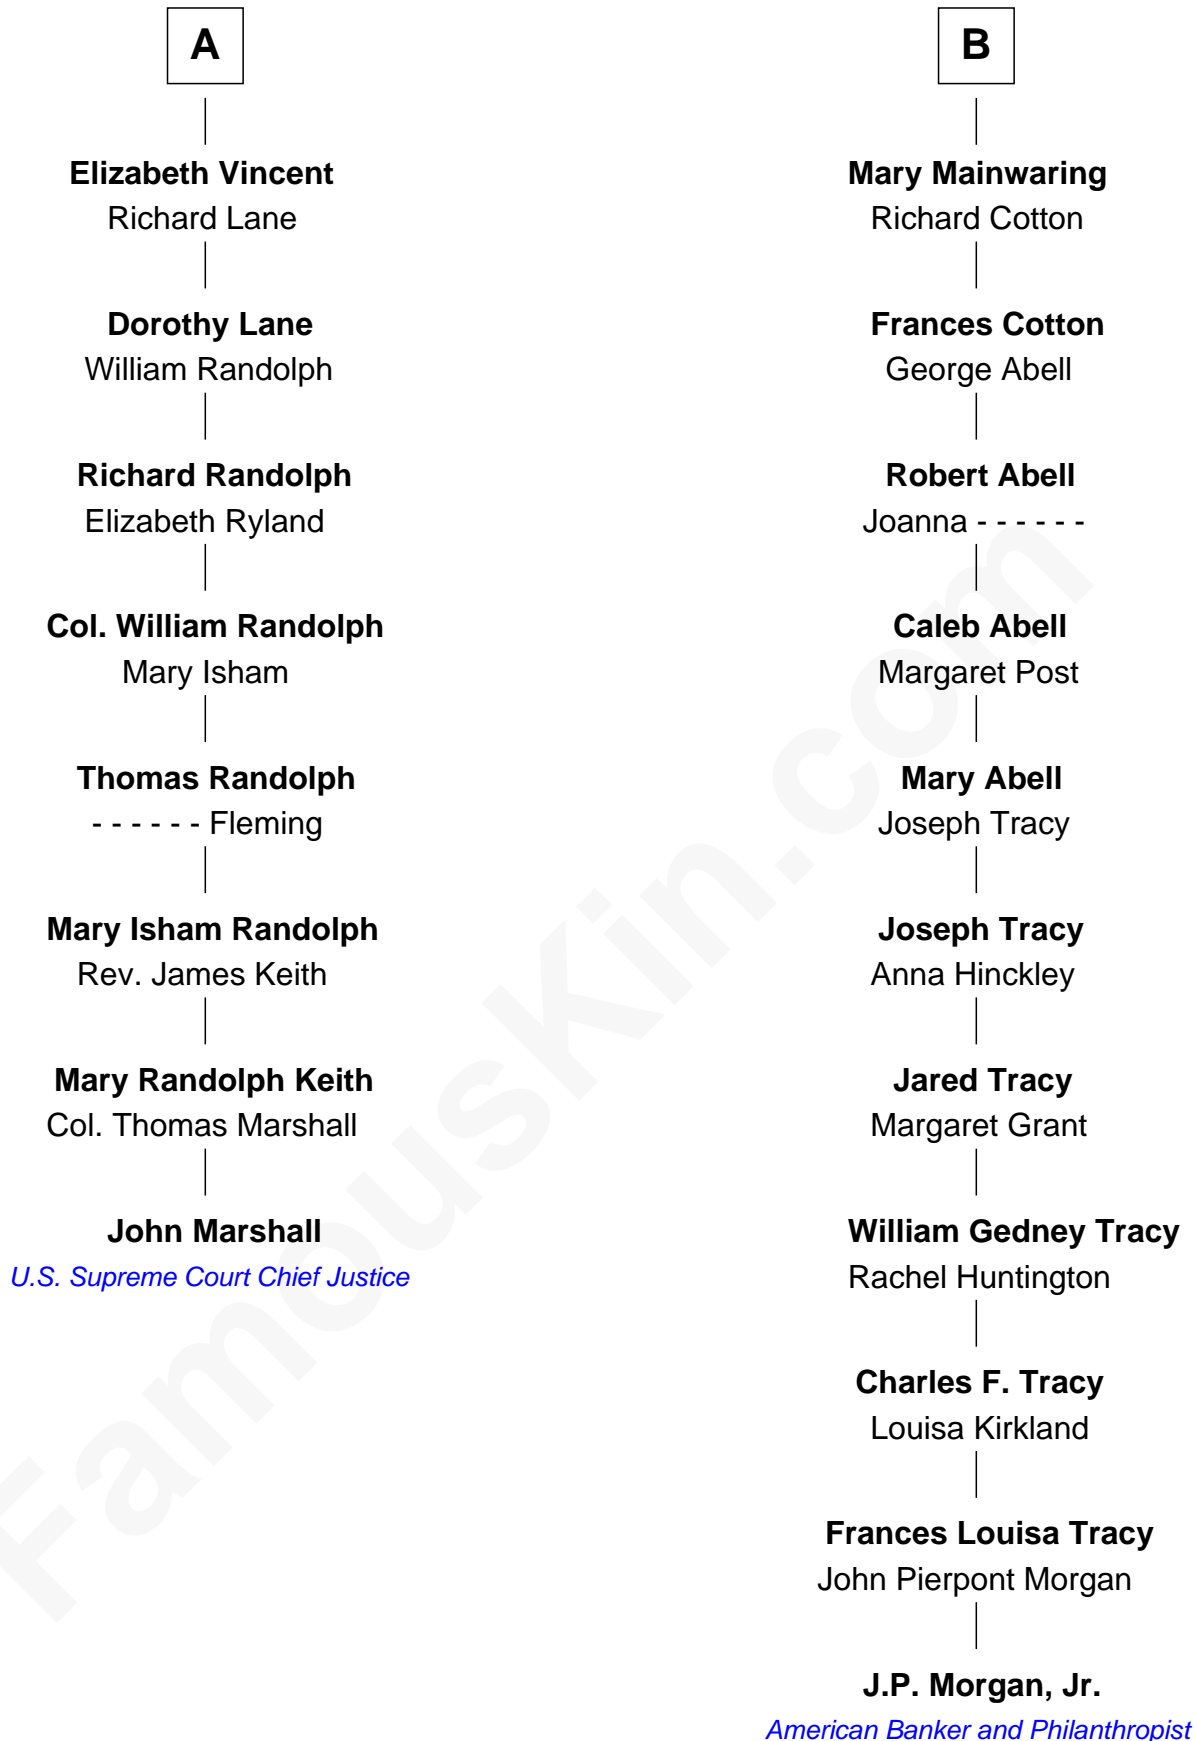 A
Elizabeth Vincent
Richard Lane
Dorothy Lane
William Randolph
Richard Randolph
Elizabeth Ryland
Col. William Randolph
Mary Isham
Thomas Randolph
- - - - - - Fleming
Mary Isham Randolph
Rev. James Keith
Mary Randolph Keith
Col. Thomas Marshall
John Marshall
U.S. Supreme Court Chief Justice
B
Mary Mainwaring
Richard Cotton
Frances Cotton
George Abell
Robert Abell
Joanna - - - - - -
Caleb Abell
Margaret Post
Mary Abell
Joseph Tracy
Joseph Tracy
Anna Hinckley
Jared Tracy
Margaret Grant
William Gedney Tracy
Rachel Huntington
Charles F. Tracy
Louisa Kirkland
Frances Louisa Tracy
John Pierpont Morgan
J.P. Morgan, Jr.
American Banker and Philanthropist
FamousKin.com